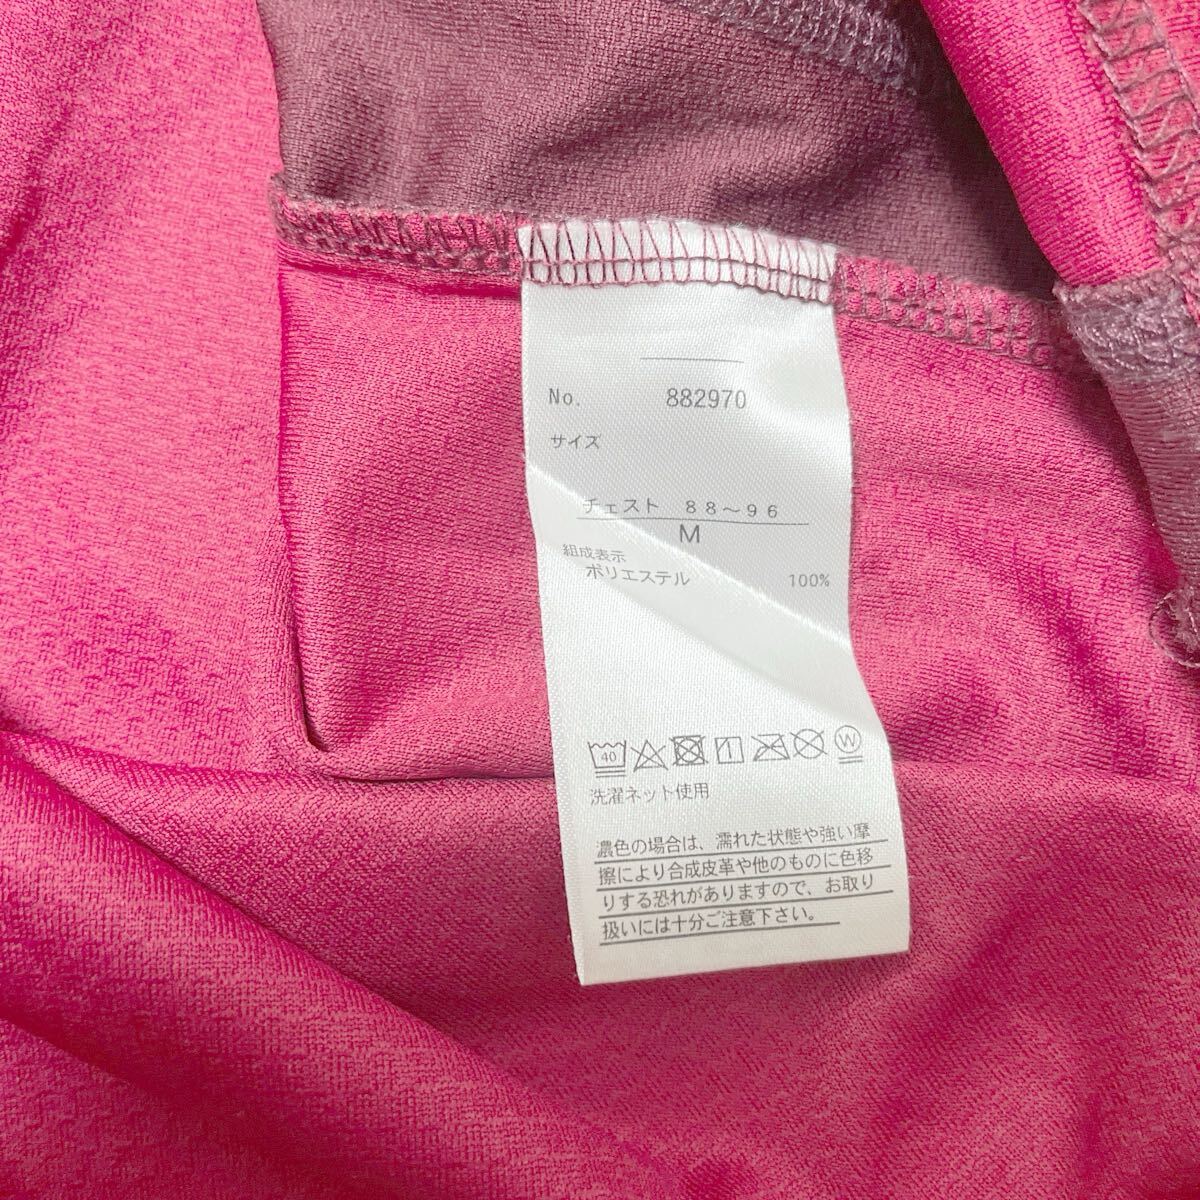 No. 882970
サイズ
チェスト 88～96
M
組成表示
ポリエステル 100%
40 W
洗濯ネット使用
濃色の場合は、濡れた状態や強い摩
擦により合成皮革や他のものに色移
りする恐れがありますので、お取り
扱いには十分ご注意下さい。